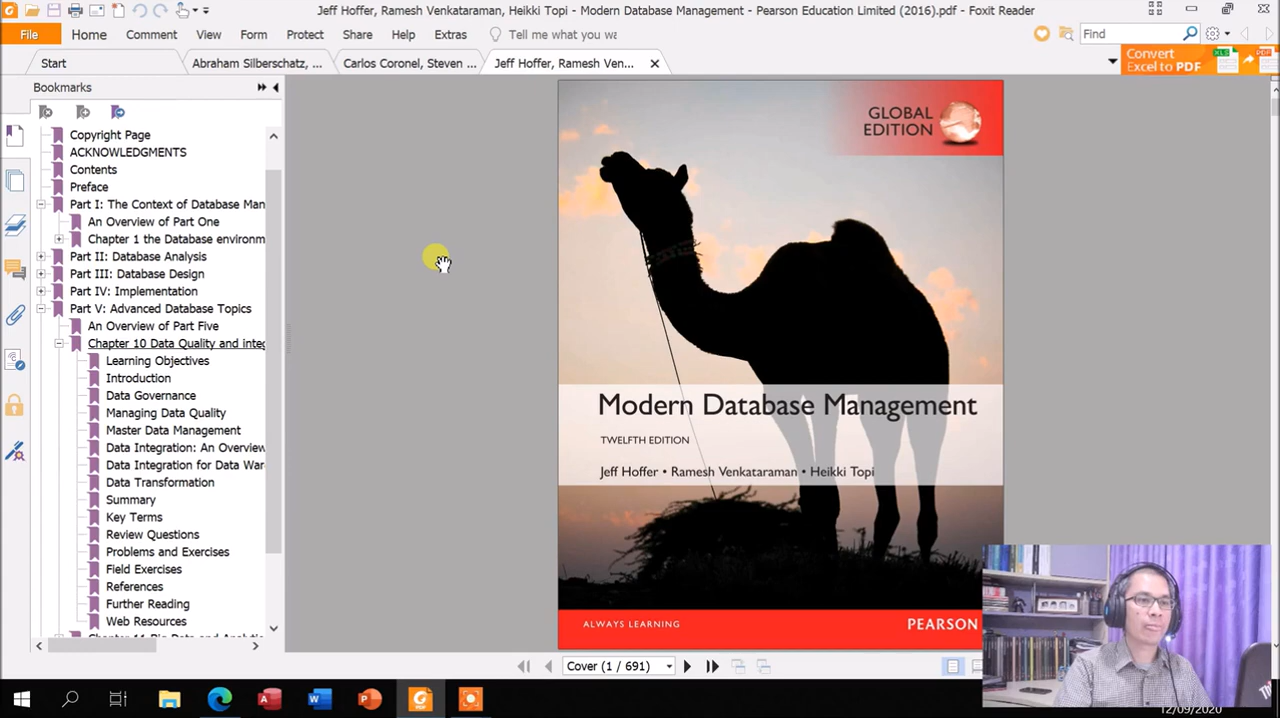 Jeff Hoffer, Ramesh Venkataraman, Heikki Topi - Modern Database Management - Pearson Education Limited (2016).pdf - Foxit Reader
File Home Comment View Form Protect Share Help Extras Tell me what you wa Find
Start Abraham Silberschatz, ... Carlos Coronel, Steven... Jeff Hoffer, Ramesh Ven...
Convert
Excel to PDF
Bookmarks
Copyright Page
ACKNOWLEDGMENTS
Contents
Preface
Part I: The Context of Database Man
An Overview of Part One
Chapter 1 the Database environm
Part II: Database Analysis
Part III: Database Design
Part IV: Implementation
Part V: Advanced Database Topics
An Overview of Part Five
Chapter 10 Data Quality and integ
Learning Objectives
Introduction
Data Governance
Managing Data Quality
Master Data Management
Data Integration: An Overview
Data Integration for Data War
Data Transformation
Summary
Key Terms
Review Questions
Problems and Exercises
Field Exercises
References
Further Reading
Web Resources
GLOBAL
EDITION
Modern Database Management
TWELFTH EDITION
Jeff Hoffer • Ramesh Venkataraman • Heikki Topi
ALWAYS LEARNING
PEARSON
Cover (1 / 691)
12/09/2020